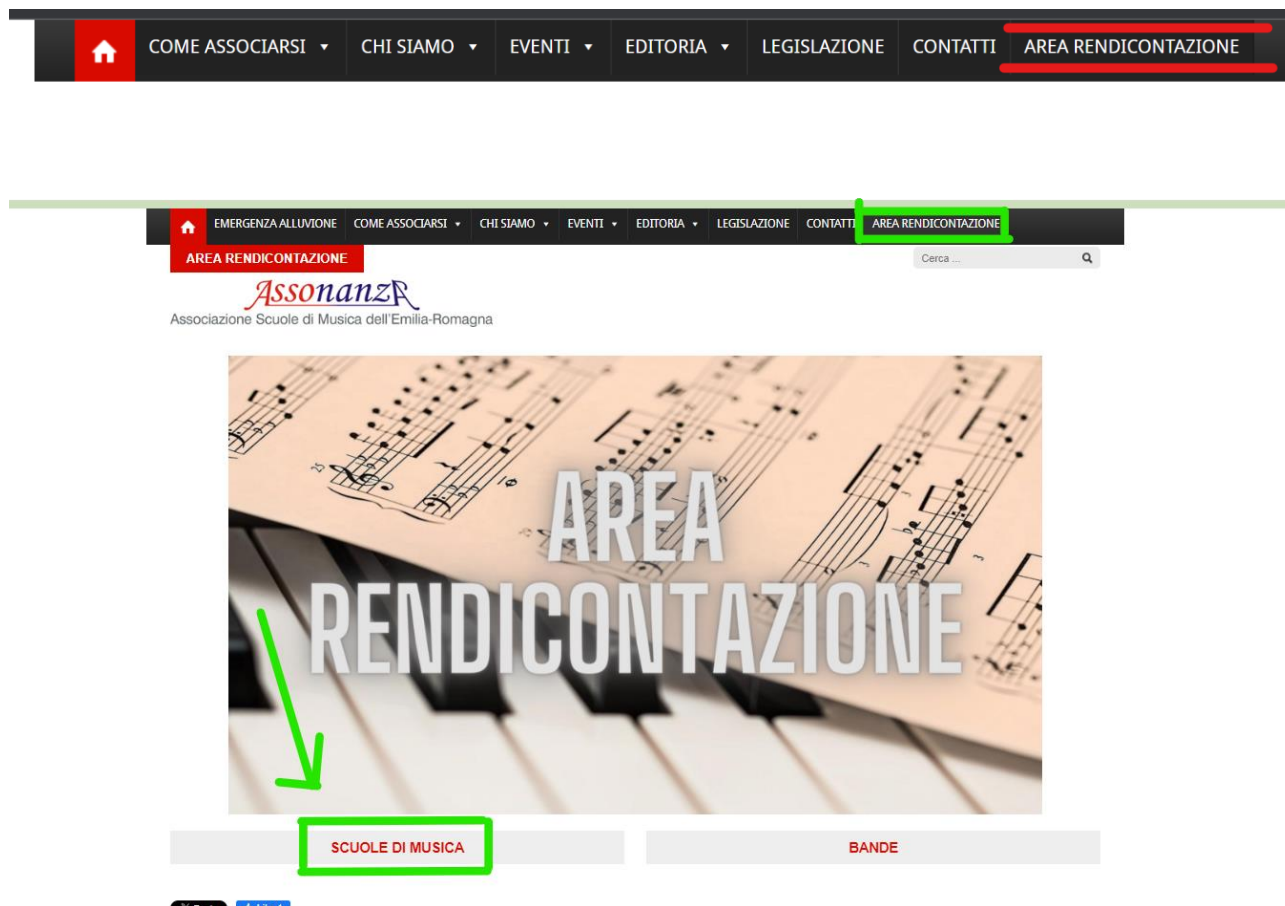 COME ASSOCIARSI CHI SIAMO EVENTI EDITORIA LEGISLAZIONE CONTATTI AREA RENDICONTAZIONE
EMERGENZA ALLUVIONE COME ASSOCIARSI CHI SIAMO EVENTI EDITORIA LEGISLAZIONE CONTATTI AREA RENDICONTAZIONE
AREA RENDICONTAZIONE
Cerca ...
AssonanzA
Associazione Scuole di Musica dell'Emilia-Romagna
25
AREA
RENDICONTAZIONE
SCUOLE DI MUSICA
BANDE